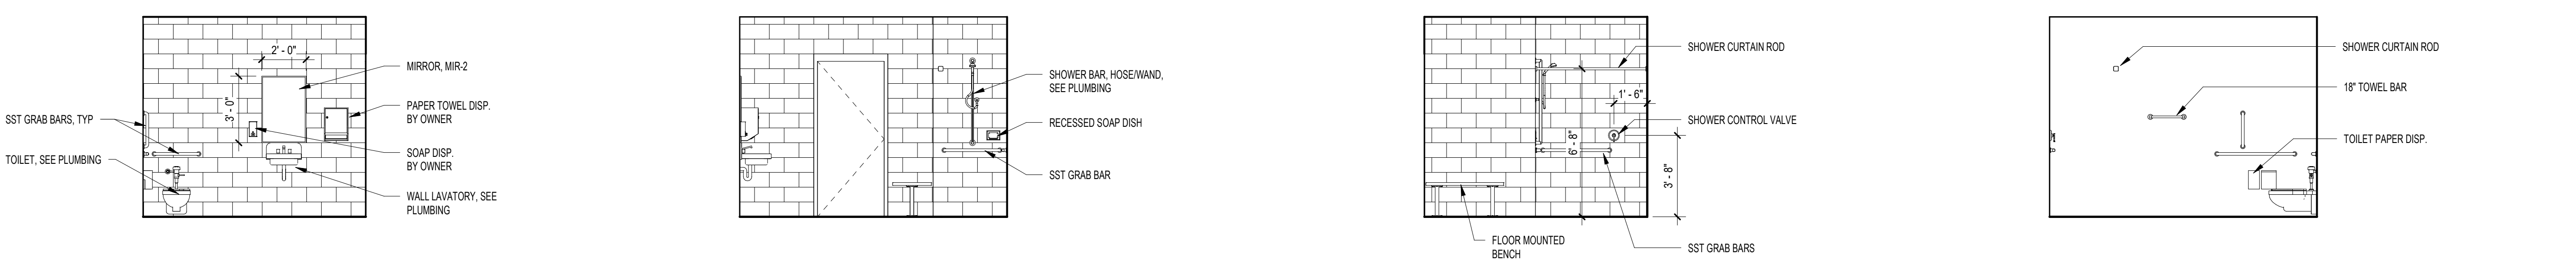 2' - 0"
3' - 0"
SST GRAB BARS, TYP
TOILET, SEE PLUMBING
MIRROR, MIR-2
PAPER TOWEL DISP.
BY OWNER
SOAP DISP.
BY OWNER
WALL LAVATORY, SEE
PLUMBING
SHOWER BAR, HOSE/WAND,
SEE PLUMBING
RECESSED SOAP DISH
SST GRAB BAR
SHOWER CURTAIN ROD
1' - 6"
SHOWER CONTROL VALVE
6' - 8"
3' - 8"
FLOOR MOUNTED
BENCH
SST GRAB BARS
SHOWER CURTAIN ROD
18" TOWEL BAR
TOILET PAPER DISP.